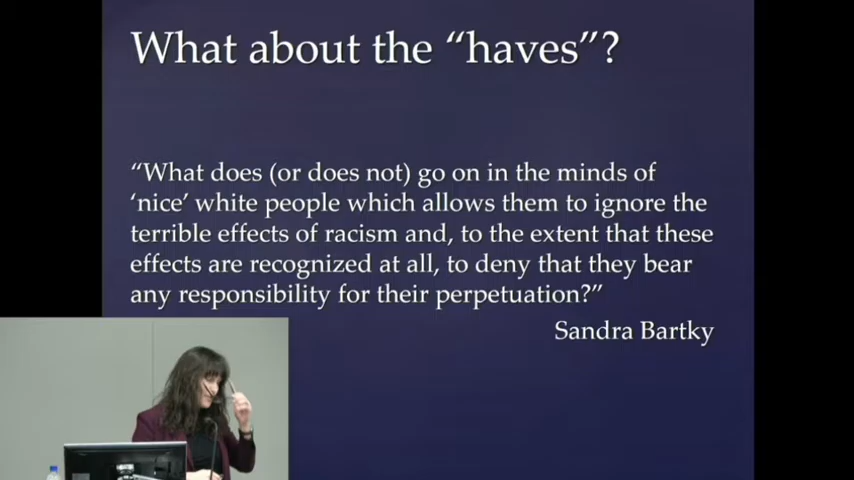 What about the “haves”?
“What does (or does not) go on in the minds of
‘nice’ white people which allows them to ignore the
terrible effects of racism and, to the extent that these
effects are recognized at all, to deny that they bear
any responsibility for their perpetuation?”
Sandra Bartky